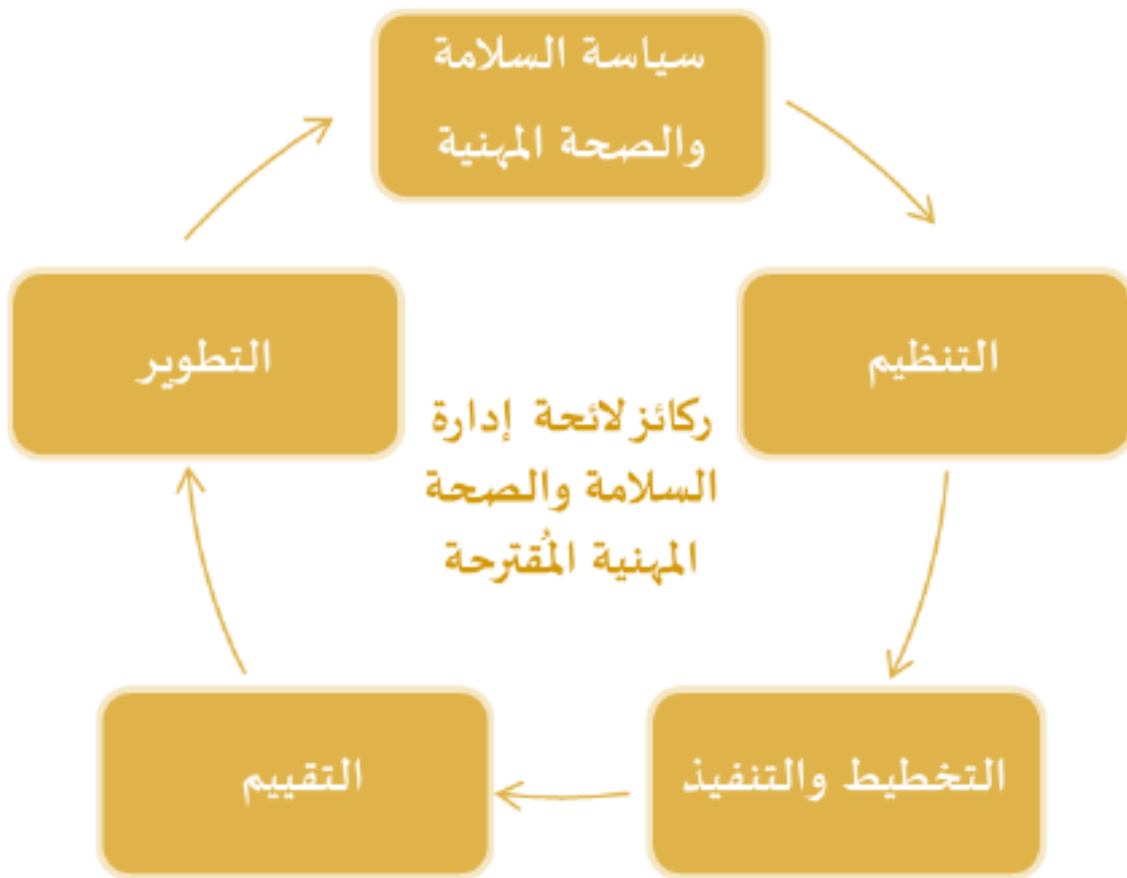 سياسة السلامة
والصحة المهنية
التنظيم
التخطيط والتنفيذ
التقييم
التطوير
ركائز لائحة إدارة
السلامة والصحة
المهنية المُقترحة